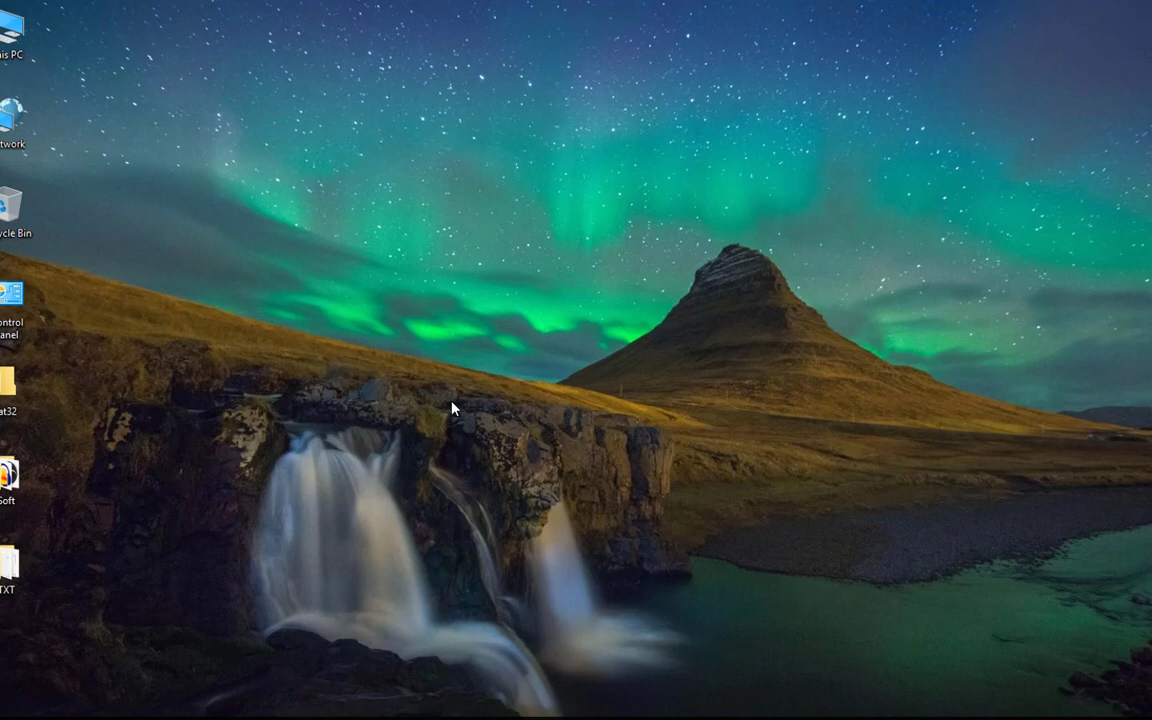 is PC
twork
ycle Bin
ontrol
anel
at32
Soft
TXT